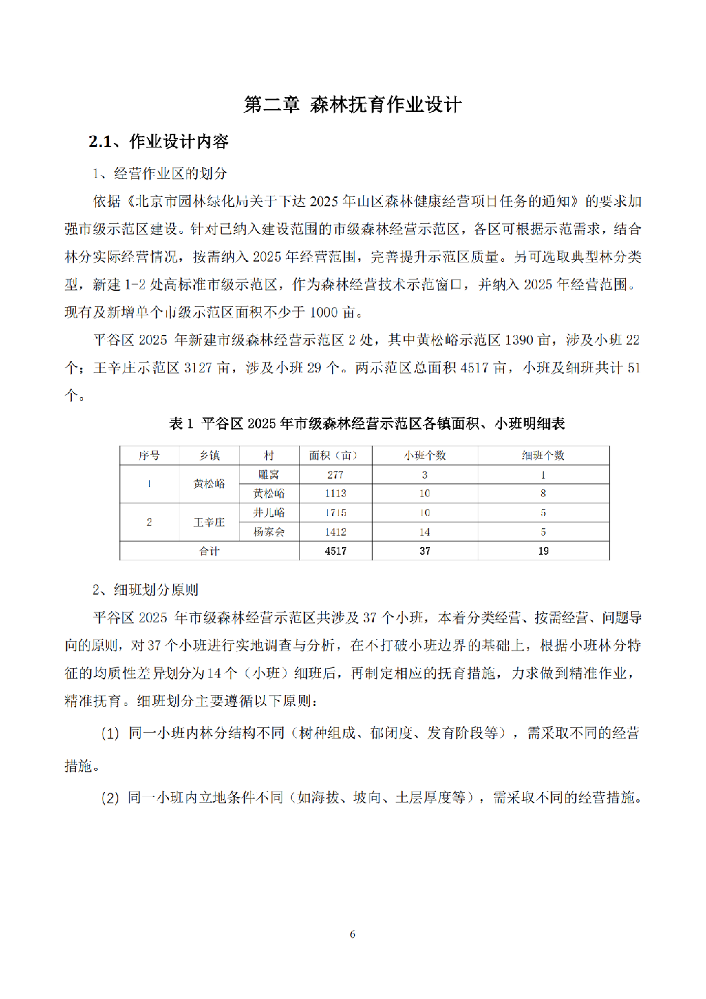 第二章 森林抚育作业设计
2.1、作业设计内容
1、经营作业区的划分
依据《北京市园林绿化局关于下达 2025 年山区森林健康经营项目任务的通知》的要求加
强市级示范区建设。针对已纳入建设范围的市级森林经营示范区，各区可根据示范需求，结合
林分实际经营情况，按需纳入 2025 年经营范围，完善提升示范区质量。另可选取典型林分类
型，新建 1-2 处高标准市级示范区，作为森林经营技术示范窗口，并纳入 2025 年经营范围。
现有及新增单个市级示范区面积不少于 1000 亩。
平谷区 2025 年新建市级森林经营示范区 2 处，其中黄松峪示范区 1390 亩，涉及小班 22
个；王辛庄示范区 3127 亩，涉及小班 29 个。两示范区总面积 4517 亩，小班及细班共计 51
个。
表 1 平谷区 2025 年市级森林经营示范区各镇面积、小班明细表
序号 乡镇 村 面积（亩） 小班个数 细班个数
1 黄松峪 雕窝 277 3 1
黄松峪 1113 10 8
2 王辛庄 井儿峪 1715 10 5
杨家会 1412 14 5
合计 4517 37 19
2、细班划分原则
平谷区 2025 年市级森林经营示范区共涉及 37 个小班，本着分类经营、按需经营、问题导
向的原则，对 37 个小班进行实地调查与分析，在不打破小班边界的基础上，根据小班林分特
征的均质性差异划分为 14 个（小班）细班后，再制定相应的抚育措施，力求做到精准作业，
精准抚育。细班划分主要遵循以下原则：
(1) 同一小班内林分结构不同（树种组成、郁闭度、发育阶段等），需采取不同的经营
措施。
(2) 同一小班内立地条件不同（如海拔、坡向、土层厚度等），需采取不同的经营措施。
6